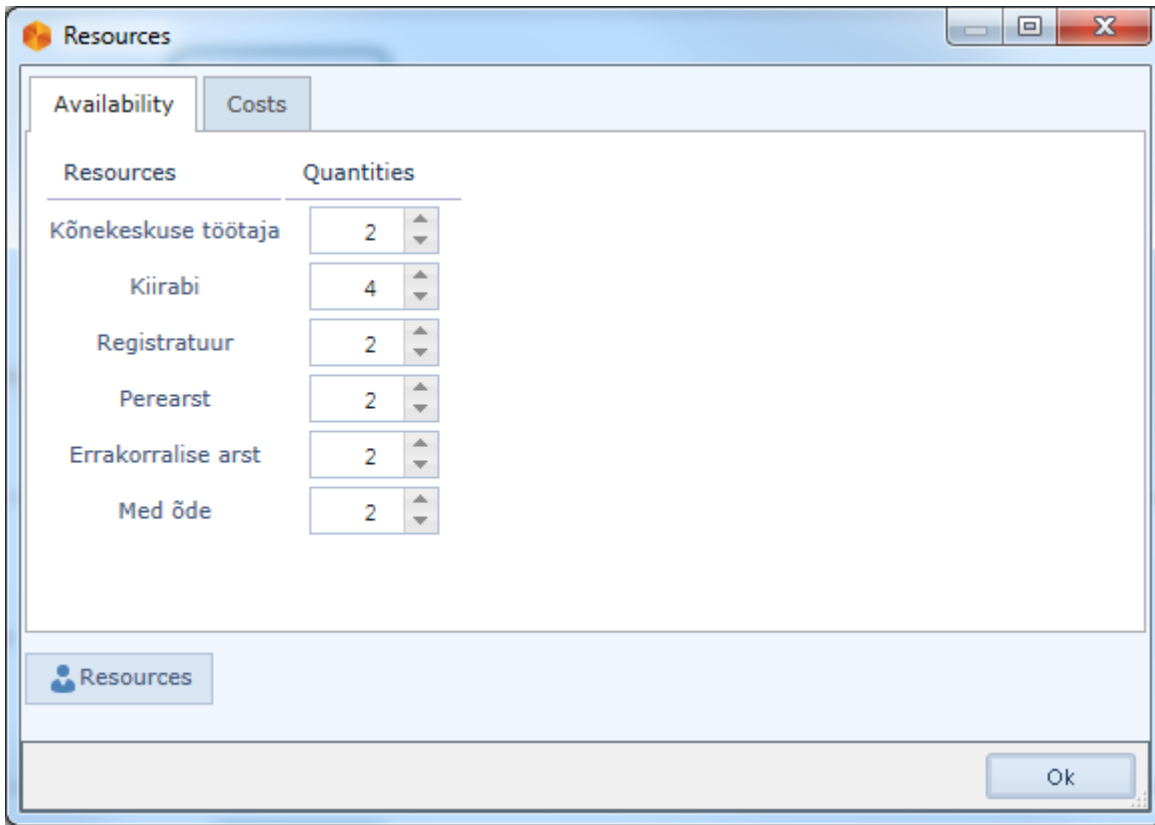 Resources
Availability Costs
Resources Quantities
Kõnekeskuse töötaja 2
Kiirabi 4
Registratuur 2
Perearst 2
Errakorralise arst 2
Med õde 2
Resources
Ok